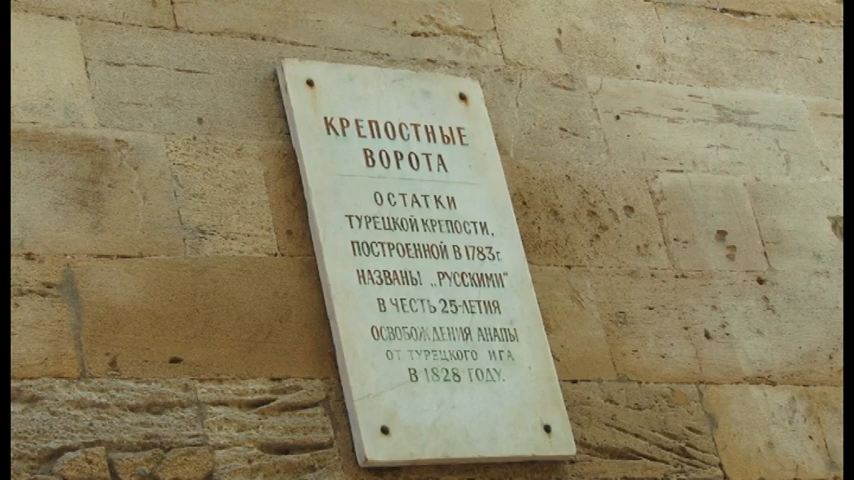 КРЕПОСТНЫЕ
ВОРОТА
ОСТАТКИ
ТУРЕЦКОЙ КРЕПОСТИ,
ПОСТРОЕННОЙ В 1783г.
НАЗВАНЫ „РУССКИМИ"
В ЧЕСТЬ 25-ЛЕТИЯ
ОСВОБОЖДЕНИЯ АНАПЫ
ОТ ТУРЕЦКОГО ИГА
В 1828 ГОДУ.